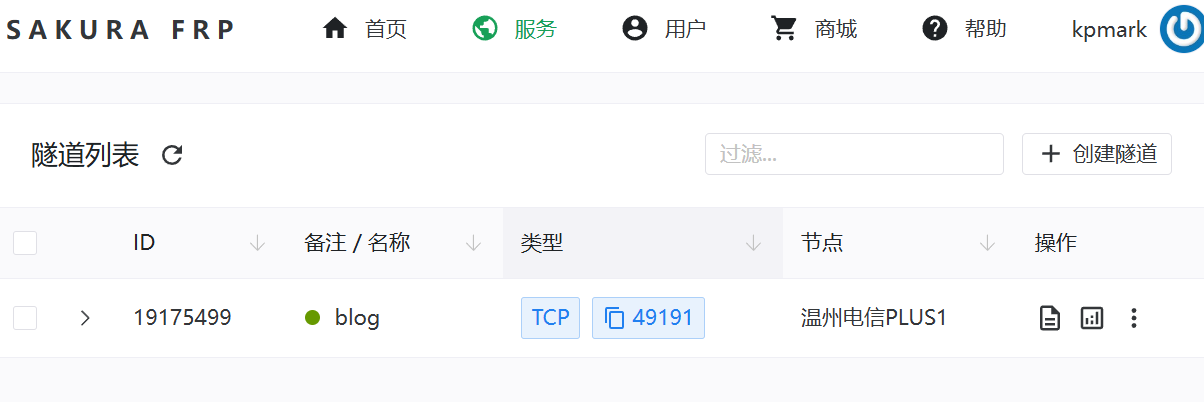 SAKURA FRP 首页 服务 用户 商城 帮助 kpmark
隧道列表 过滤... 创建隧道
ID 备注 / 名称 类型 节点 操作
19175499 blog TCP 49191 温州电信PLUS1